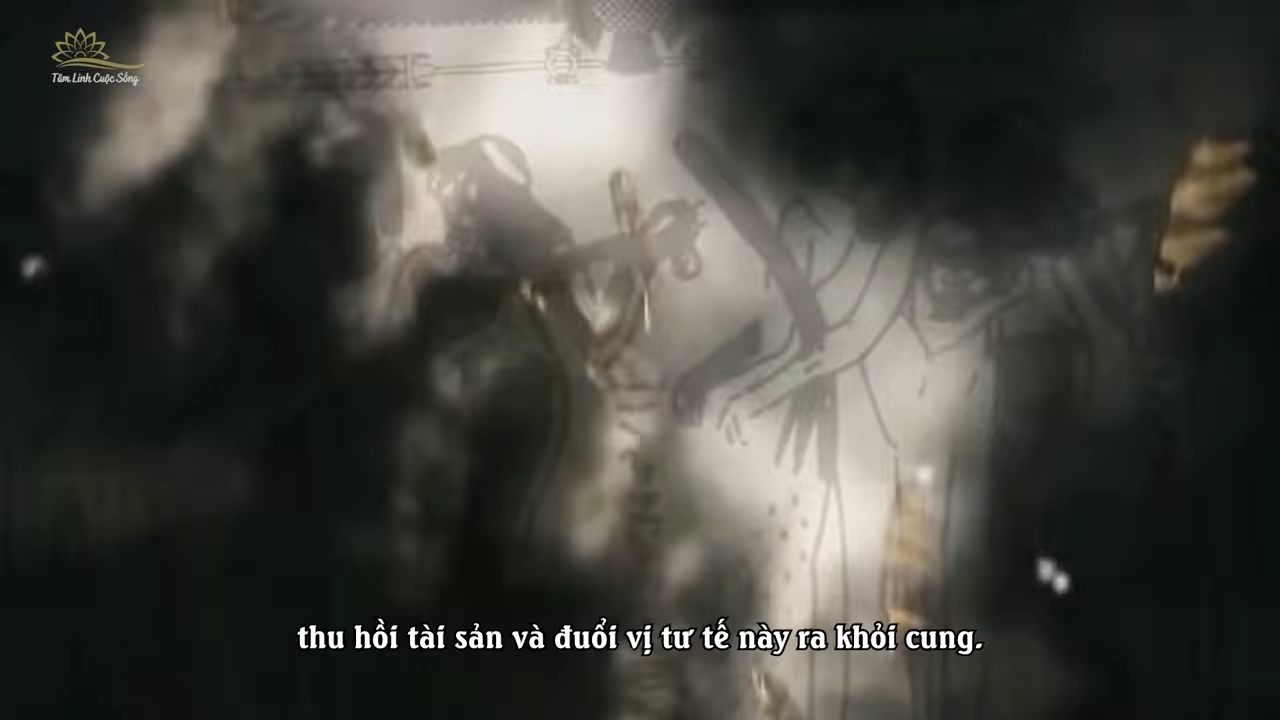 Tâm Linh Cuộc Sống
thu hồi tài sản và đuổi vị tư tế này ra khỏi cung.